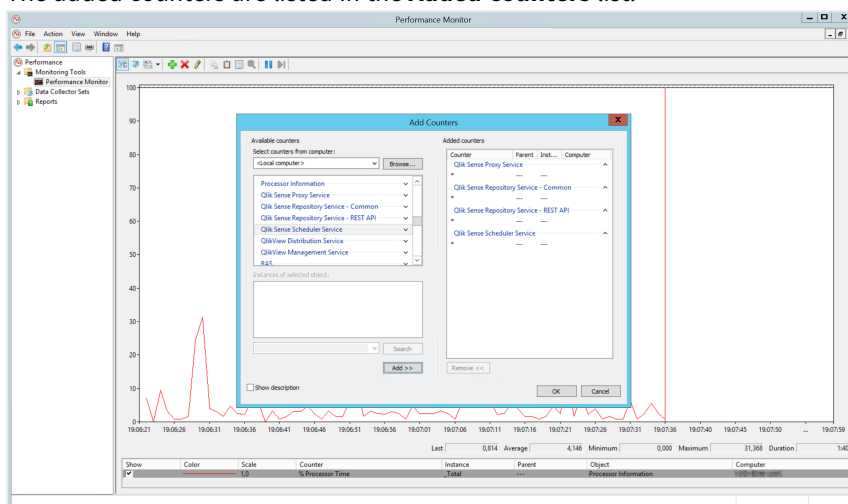 The added counters are listed in the Added counters list.
Performance Monitor
File Action View Window Help
Performance
Monitoring Tools
Performance Monitor
Data Collector Sets
Reports
100
90
80
70
60
50
40
30
20
10
0
Add Counters
Available counters
Select counters from computer:
<Local computer>
Browse...
Processor Information
Qlik Sense Proxy Service
Qlik Sense Repository Service - Common
Qlik Sense Repository Service - REST API
Qlik Sense Scheduler Service
QlikView Distribution Service
QlikView Management Service
RAS
Instances of selected object:
Search
Add >>
Show description
Added counters
Counter Parent Inst... Computer
Qlik Sense Proxy Service
* --- ---
Qlik Sense Repository Service - Common
* --- ---
Qlik Sense Repository Service - REST API
* --- ---
Qlik Sense Scheduler Service
* --- ---
Remove <<
OK Cancel
19:06:21 19:06:26 19:06:31 19:06:36 19:06:41 19:06:46 19:06:51 19:06:56 19:07:01 19:07:06 19:07:11 19:07:16 19:07:21 19:07:26 19:07:31 19:07:36 19:07:40 19:07:45 19:07:50 ... 19:07:59
Last 0,814 Average 4,146 Minimum 0,000 Maximum 31,368 Duration 1:40
Show Color Scale Counter Instance Parent Object Computer
1,0 % Processor Time _Total --- Processor Information